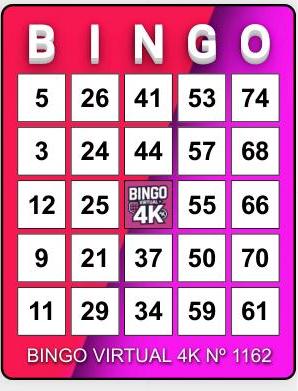 B I N G O
5 26 41 53 74
3 24 44 57 68
12 25 BINGO VIRTUAL 4K 55 66
9 21 37 50 70
11 29 34 59 61
BINGO VIRTUAL 4K Nº 1162